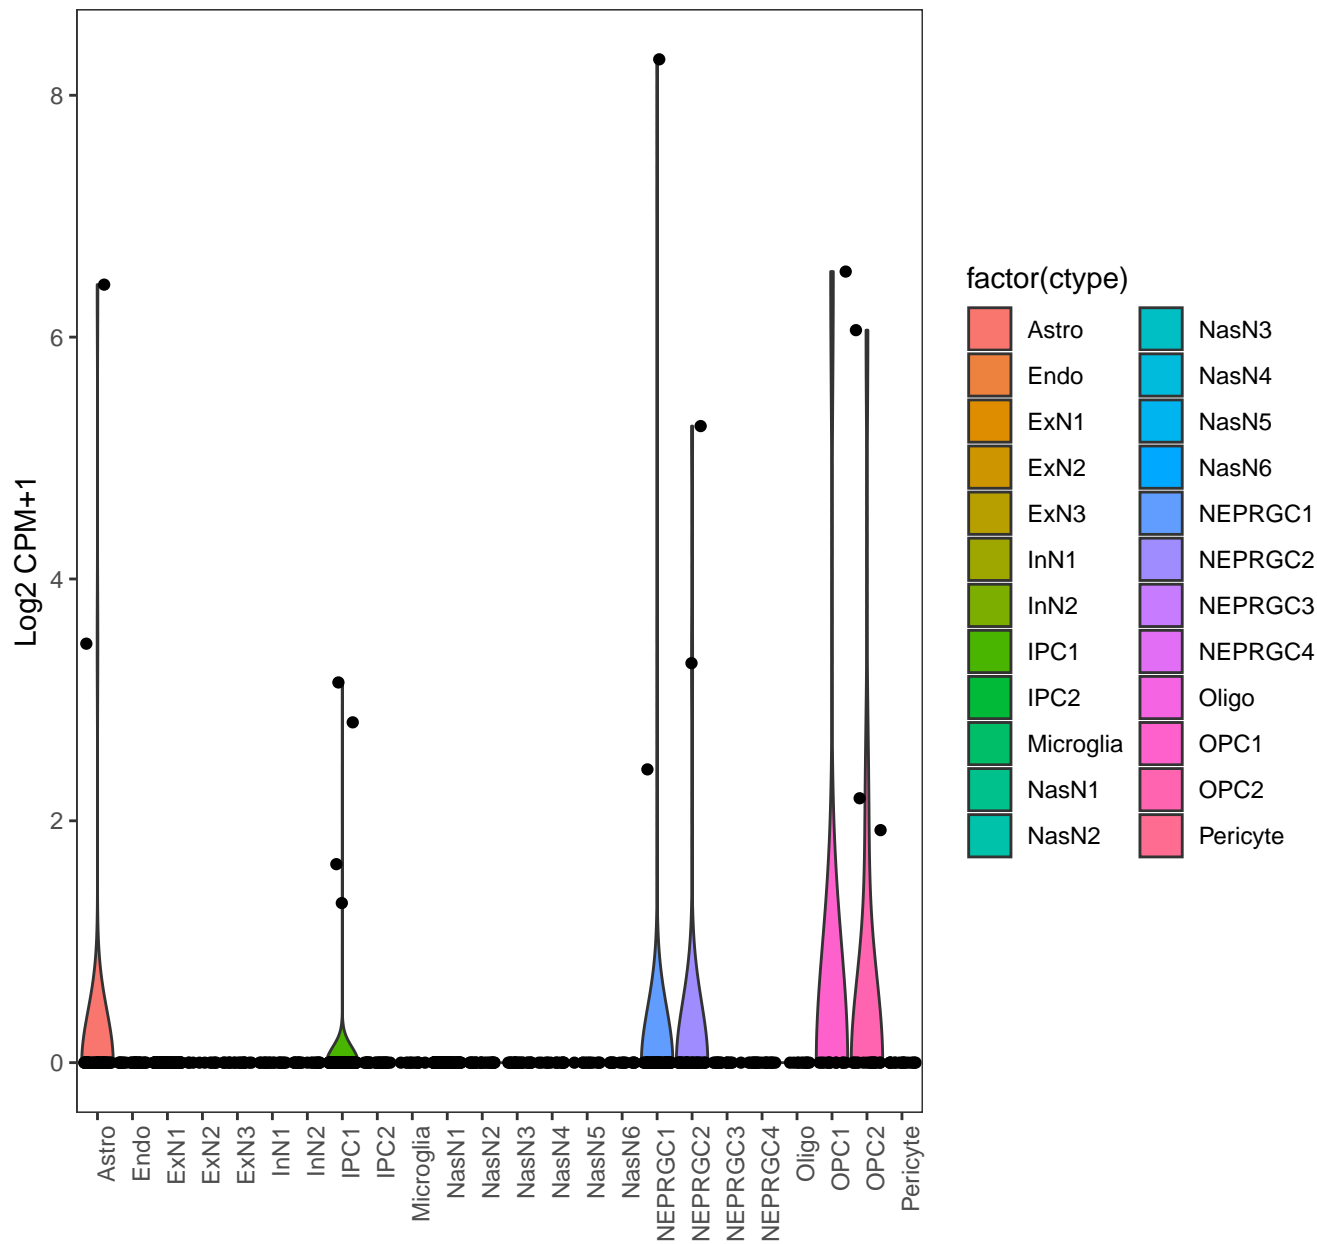 Log2 CPM+1
8
6
4
2
0
Astro
Endo
ExN1
ExN2
ExN3
InN1
InN2
IPC1
IPC2
Microglia
NasN1
NasN2
NasN3
NasN4
NasN5
NasN6
NEPRGC1
NEPRGC2
NEPRGC3
NEPRGC4
Oligo
OPC1
OPC2
Pericyte
factor(ctype)
Astro
Endo
ExN1
ExN2
ExN3
InN1
InN2
IPC1
IPC2
Microglia
NasN1
NasN2
NasN3
NasN4
NasN5
NasN6
NEPRGC1
NEPRGC2
NEPRGC3
NEPRGC4
Oligo
OPC1
OPC2
Pericyte